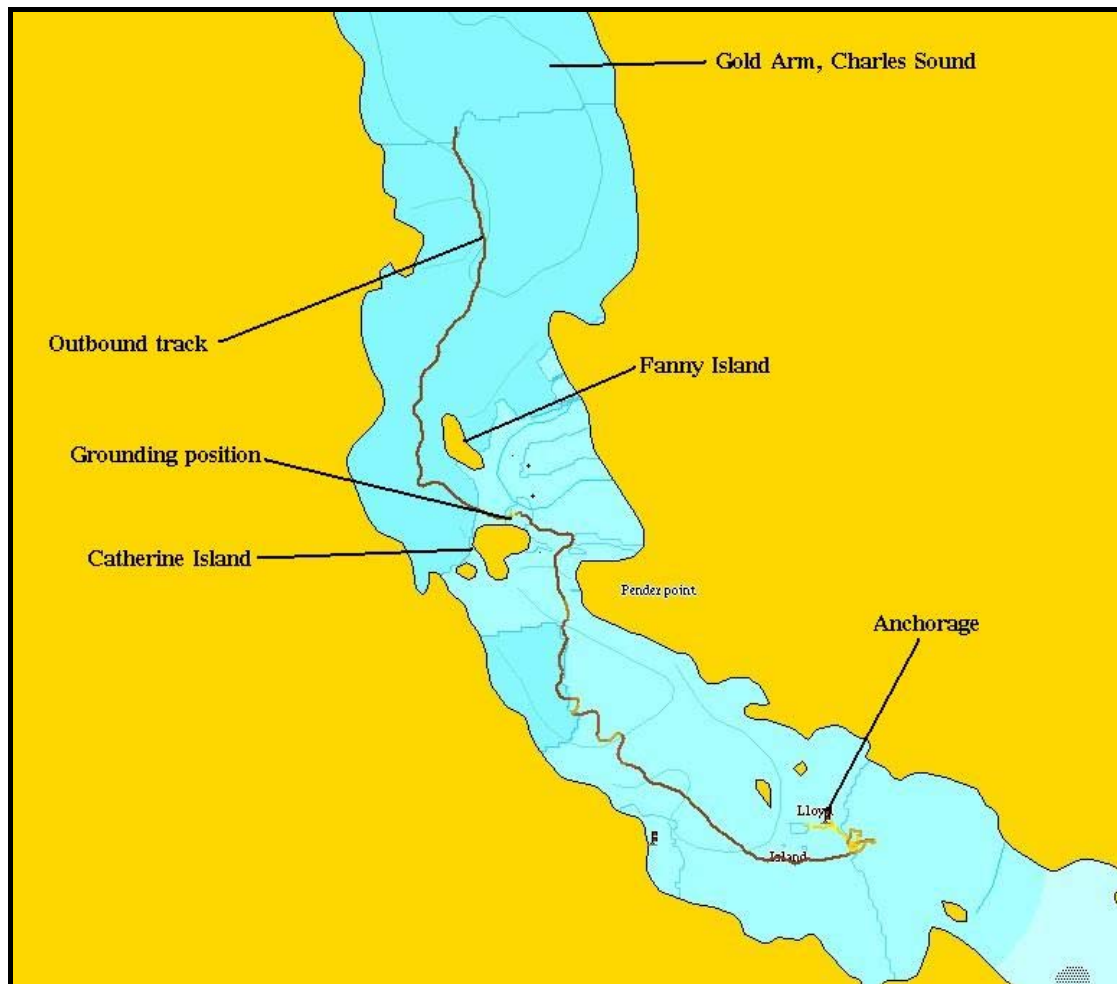 Gold Arm, Charles Sound
Outbound track
Fanny Island
Grounding position
Catherine Island
Pender point
Anchorage
Lloyd
Island